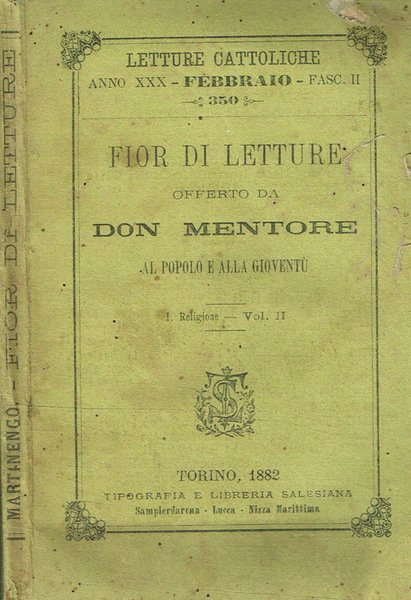 LETTURE CATTOLICHE
ANNO XXX - FEBBRAIO - FASC. II
350
FIOR DI LETTURE
OFFERTO DA
DON MENTORE
AL POPOLO E ALLA GIOVENTÙ
1. Religione — Vol. II
TORINO, 1882
TIPOGRAFIA E LIBRERIA SALESIANA
Sampierdarena - Lucca - Nizza Marittima
MARTINENGO. - FIOR DI LETTURE